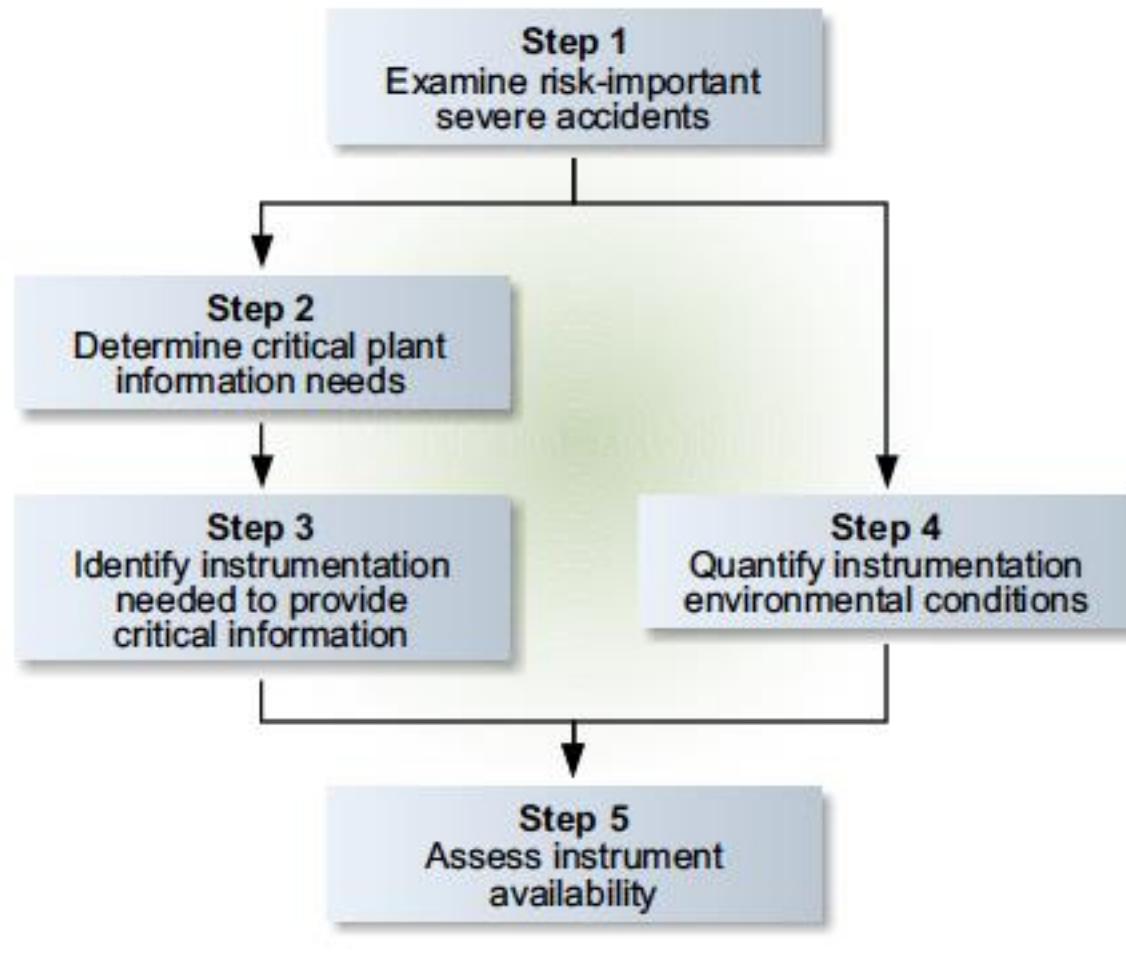 Step 1
Examine risk-important
severe accidents
Step 2
Determine critical plant
information needs
Step 3
Identify instrumentation
needed to provide
critical information
Step 4
Quantify instrumentation
environmental conditions
Step 5
Assess instrument
availability